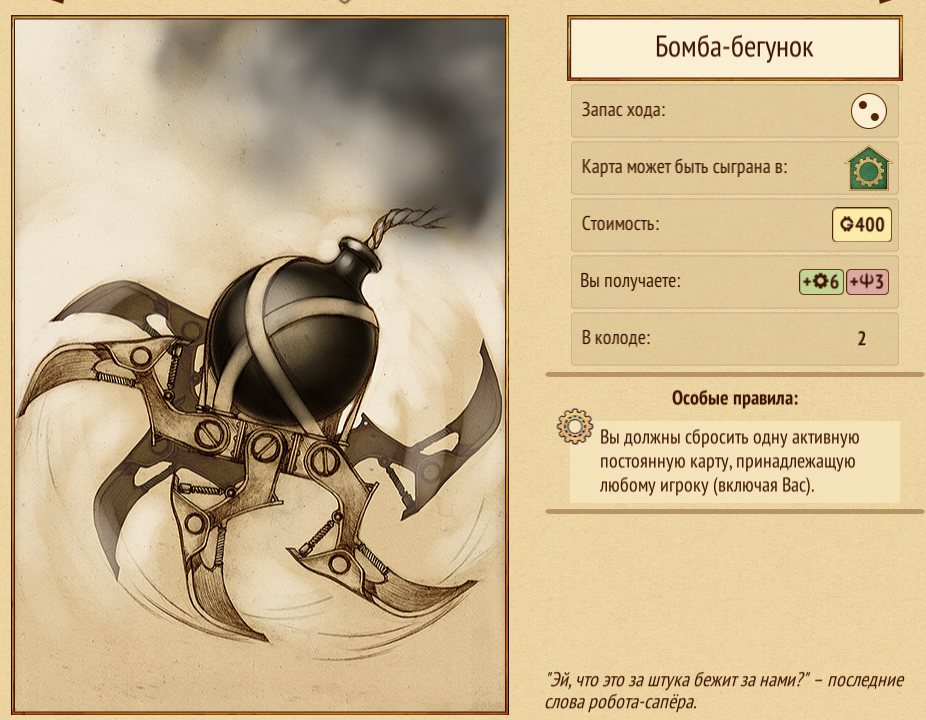 Бомба-бегунок
Запас хода:
Карта может быть сыграна в:
Стоимость:
400
Вы получаете:
+6 +3
В колоде:
2
Особые правила:
Вы должны сбросить одну активную
постоянную карту, принадлежащую
любому игроку (включая Вас).
"Эй, что это за штука бежит за нами?" – последние
слова робота-сапёра.